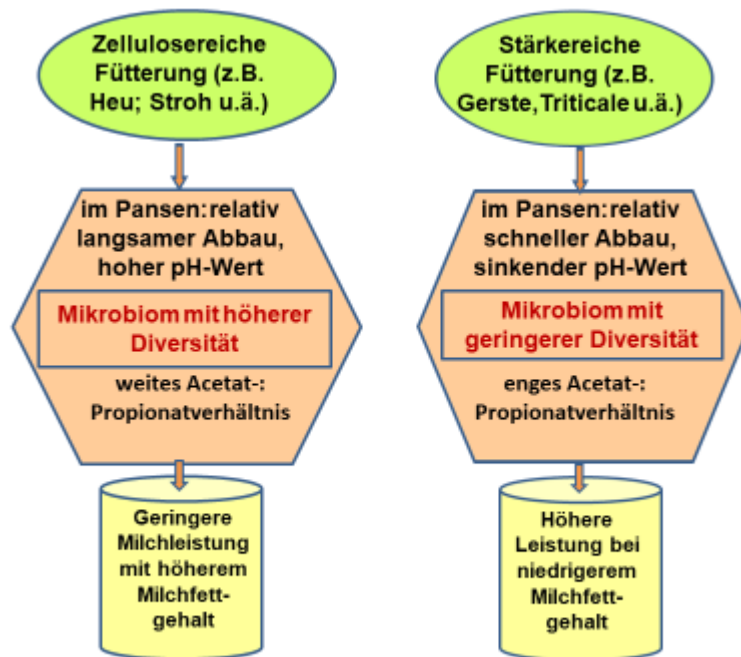 Zellulosereiche
Fütterung (z.B.
Heu; Stroh u.ä.)
im Pansen:relativ
langsamer Abbau,
hoher pH-Wert
Mikrobiom mit höherer
Diversität
weites Acetat-:
Propionatverhältnis
Geringere
Milchleistung
mit höherem
Milchfett-
gehalt
Stärkereiche
Fütterung (z.B.
Gerste,Triticale u.ä.)
im Pansen:relativ
schneller Abbau,
sinkender pH-Wert
Mikrobiom mit
geringerer Diversität
enges Acetat-:
Propionatverhältnis
Höhere
Leistung bei
niedrigerem
Milchfett-
gehalt